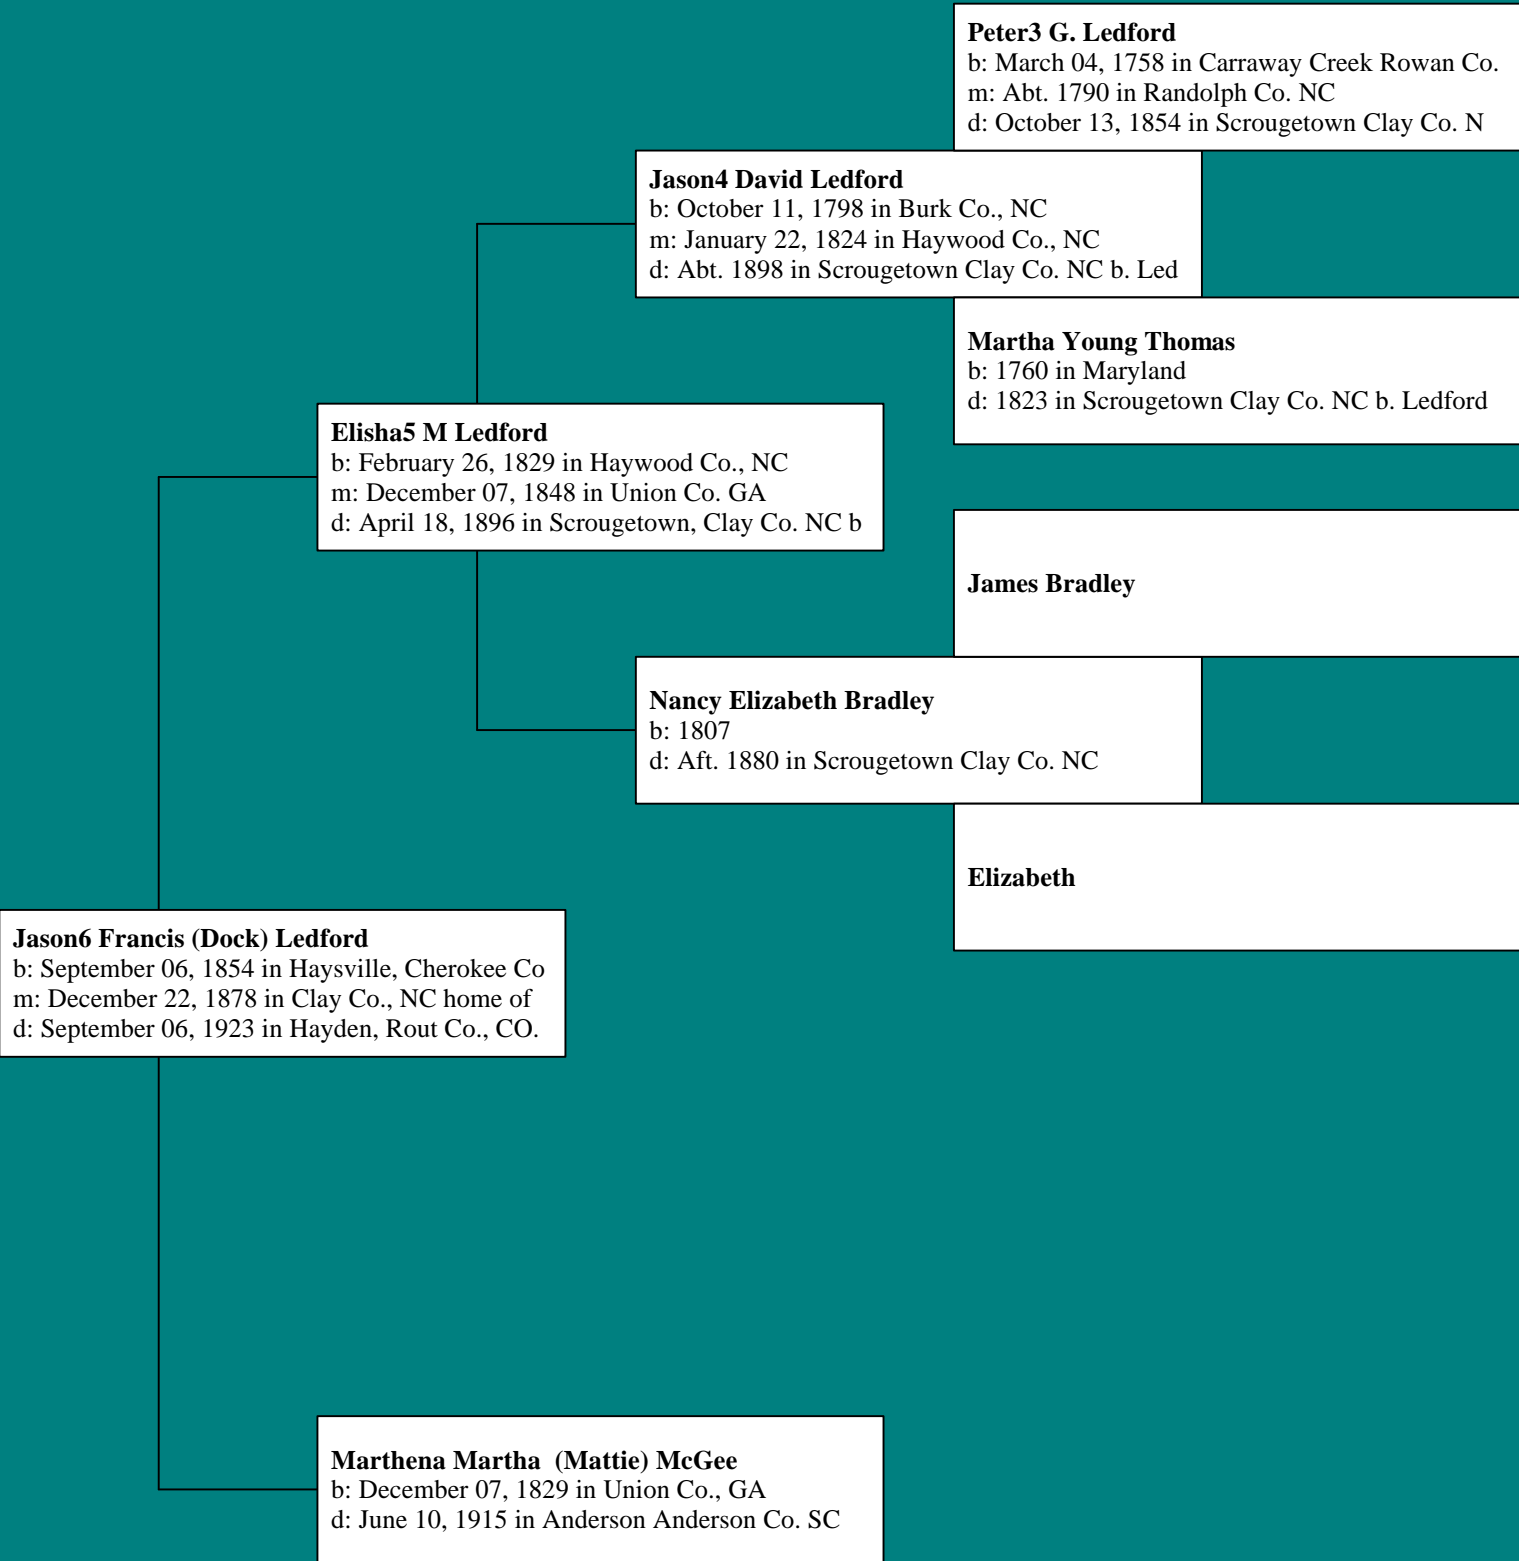 Peter3 G. Ledford
b: March 04, 1758 in Carraway Creek Rowan Co.
m: Abt. 1790 in Randolph Co. NC
d: October 13, 1854 in Scrougetown Clay Co. N
Jason4 David Ledford
b: October 11, 1798 in Burk Co., NC
m: January 22, 1824 in Haywood Co., NC
d: Abt. 1898 in Scrougetown Clay Co. NC b. Led
Martha Young Thomas
b: 1760 in Maryland
d: 1823 in Scrougetown Clay Co. NC b. Ledford
Elisha5 M Ledford
b: February 26, 1829 in Haywood Co., NC
m: December 07, 1848 in Union Co. GA
d: April 18, 1896 in Scrougetown, Clay Co. NC b
James Bradley
Nancy Elizabeth Bradley
b: 1807
d: Aft. 1880 in Scrougetown Clay Co. NC
Elizabeth
Jason6 Francis (Dock) Ledford
b: September 06, 1854 in Haysville, Cherokee Co
m: December 22, 1878 in Clay Co., NC home of
d: September 06, 1923 in Hayden, Rout Co., CO.
Marthena Martha  (Mattie) McGee
b: December 07, 1829 in Union Co., GA
d: June 10, 1915 in Anderson Anderson Co. SC